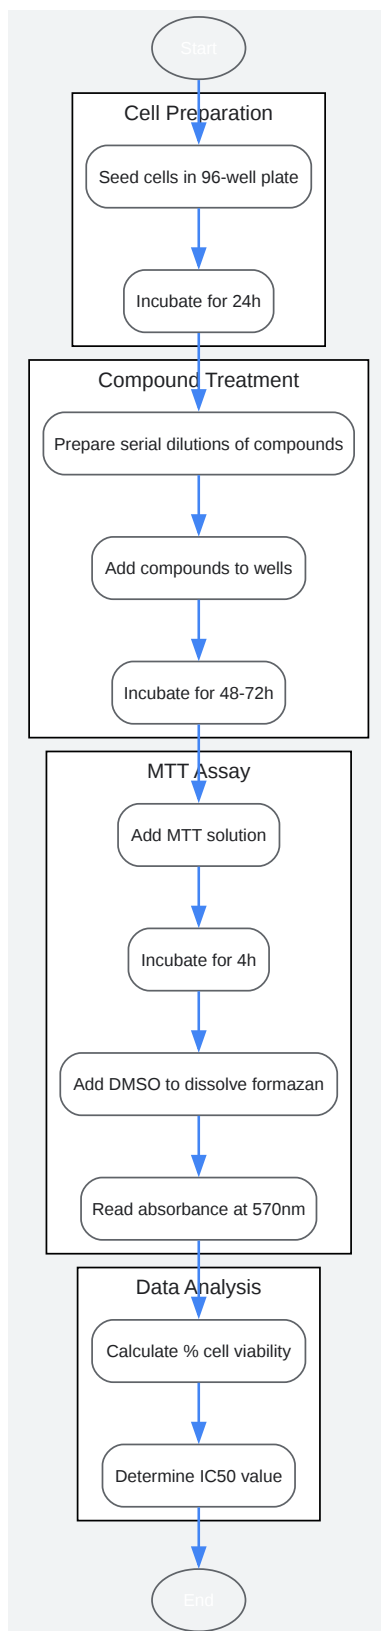 Start
Cell Preparation
Seed cells in 96-well plate
Incubate for 24h
Compound Treatment
Prepare serial dilutions of compounds
Add compounds to wells
Incubate for 48-72h
MTT Assay
Add MTT solution
Incubate for 4h
Add DMSO to dissolve formazan
Read absorbance at 570nm
Data Analysis
Calculate % cell viability
Determine IC50 value
End